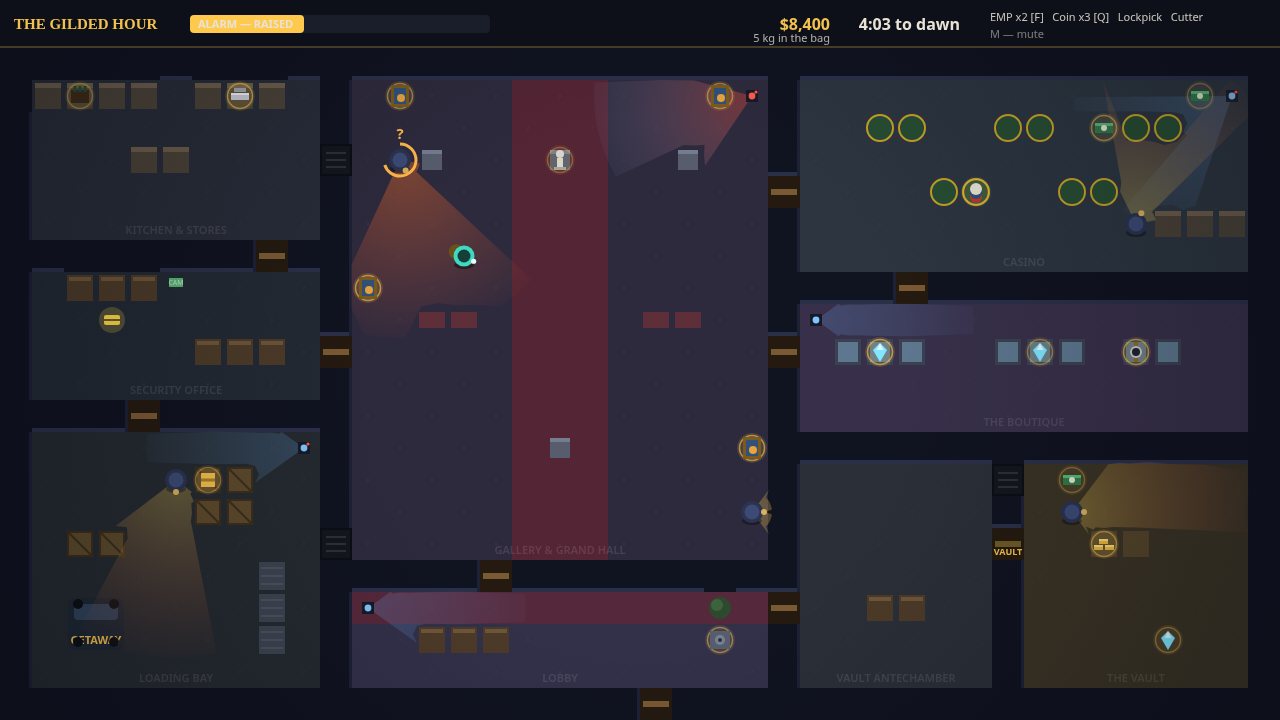 THE GILDED HOUR
ALARM — RAISED
$8,400
5 kg in the bag
4:03 to dawn
EMP x2 [F] Coin x3 [Q] Lockpick Cutter
M — mute
?
KITCHEN & STORES
CASINO
CAM
SECURITY OFFICE
THE BOUTIQUE
GALLERY & GRAND HALL
VAULT
GETAWAY
LOADING BAY
LOBBY
VAULT ANTECHAMBER
THE VAULT